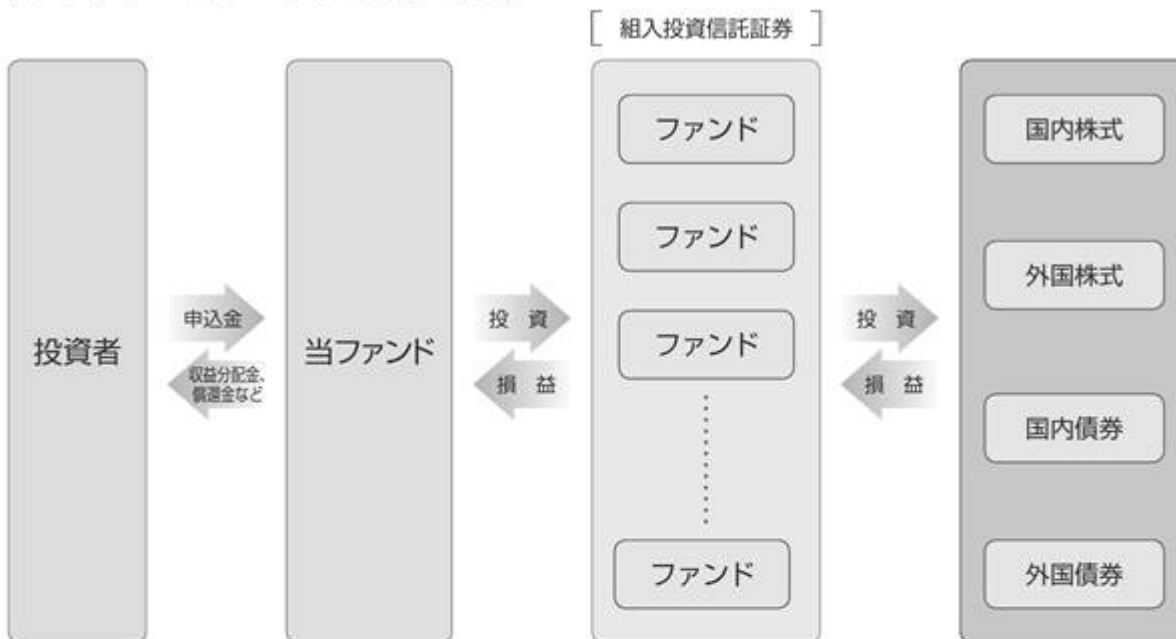 [ 組入投資信託証券 ]
投資者
申込金
収益分配金、
償還金など
当ファンド
投 資
損 益
ファンド
ファンド
ファンド
ファンド
投 資
損 益
国内株式
外国株式
国内債券
外国債券